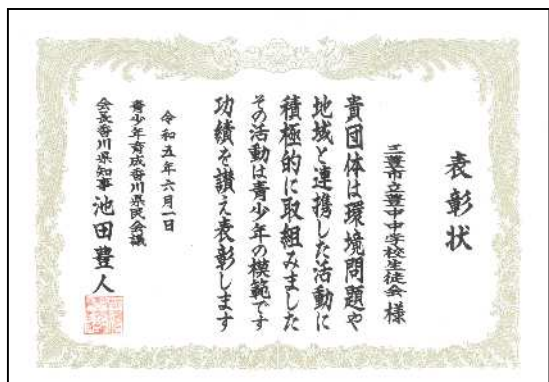 表彰状
三豊市立豊中中学校生徒会 様
貴団体は環境問題や
地域と連携した活動に
積極的に取組みました
その活動は青少年の模範です
功績を讃え表彰します
令和五年六月一日
青少年育成香川県民会議
会長香川県知事 池田豊人